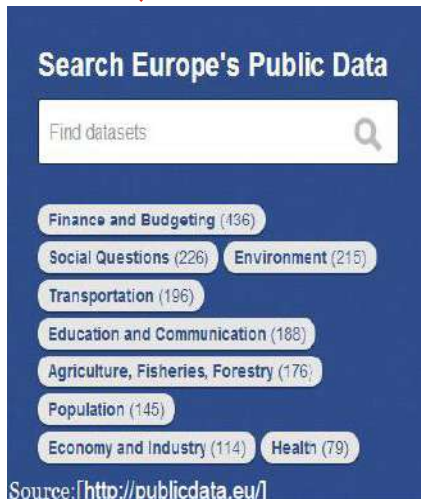 Search Europe's Public Data
Find datasets
Finance and Budgeting (436)
Social Questions (226) Environment (215)
Transportation (196)
Education and Communication (188)
Agriculture, Fisheries, Forestry (176)
Population (145)
Economy and Industry (114) Health (79)
Source:[http://publicdata.eu/]